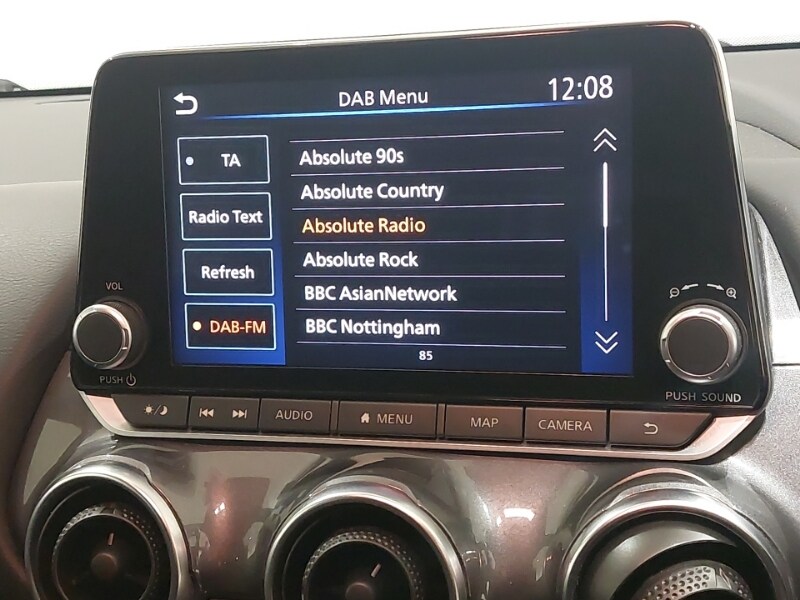 DAB Menu 12:08
TA
Radio Text
Refresh
DAB-FM
Absolute 90s
Absolute Country
Absolute Radio
Absolute Rock
BBC AsianNetwork
BBC Nottingham
85
VOL
PUSH
PUSH SOUND
AUDIO MENU MAP CAMERA